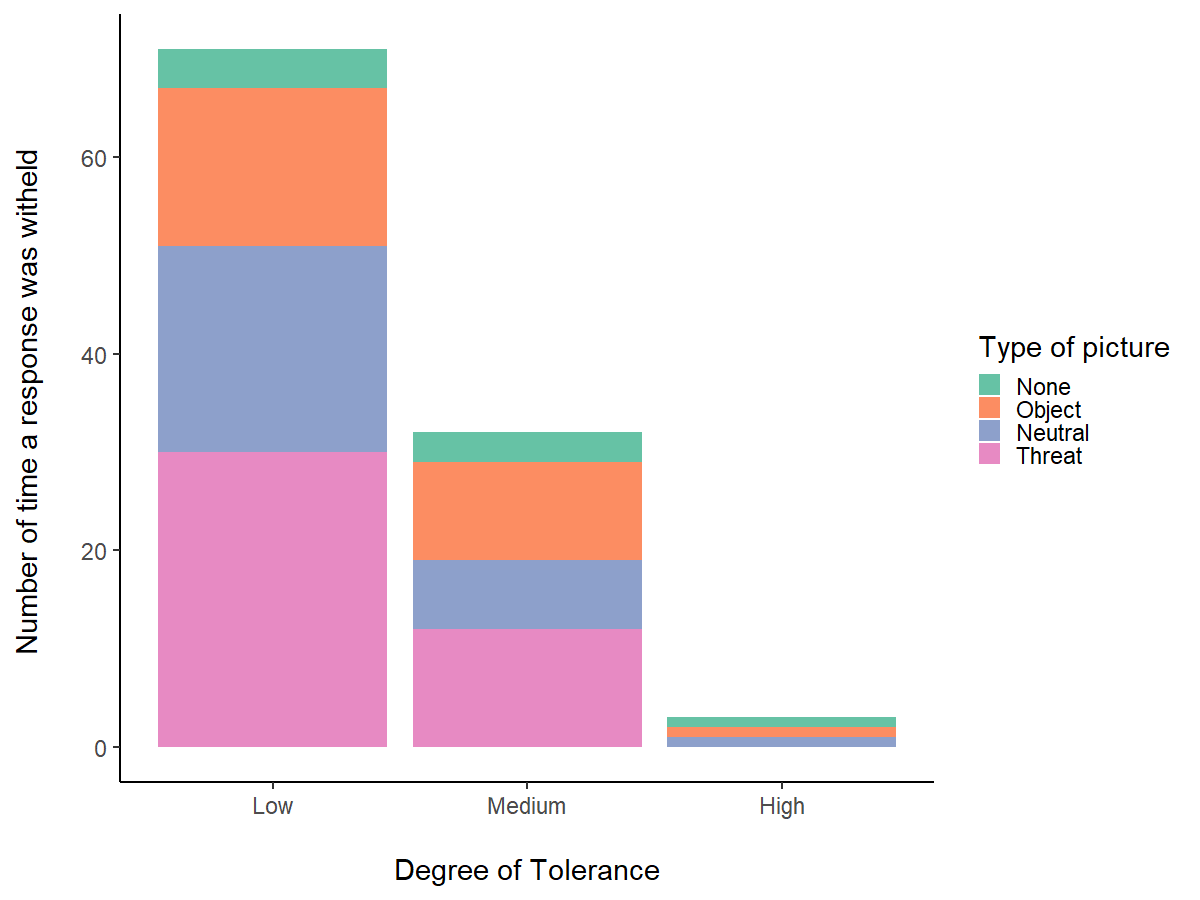 Number of time a response was witheld
60
40
20
0
Low Medium High
Degree of Tolerance
Type of picture
None
Object
Neutral
Threat